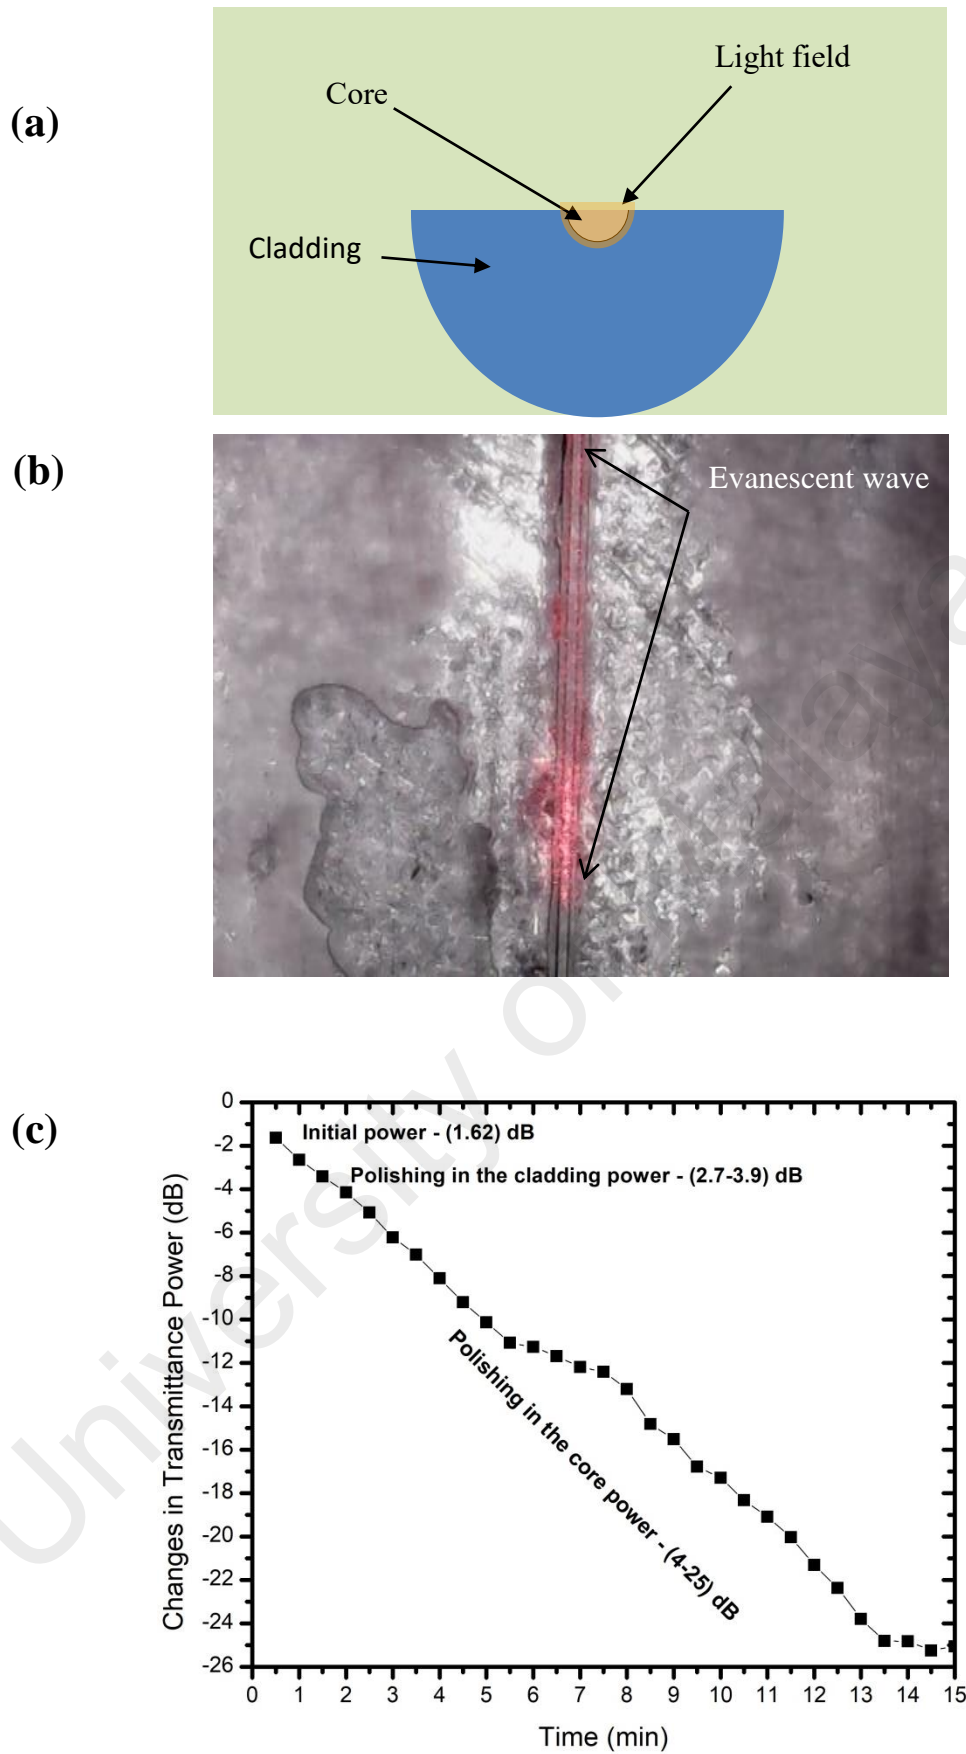 (a)
Core
Light field
Cladding
(b)
Evanescent wave
(c)
Initial power - (1.62) dB
Polishing in the cladding power - (2.7-3.9) dB
Polishing in the core power - (4-25) dB
Changes in Transmittance Power (dB)
0
-2
-4
-6
-8
-10
-12
-14
-16
-18
-20
-22
-24
-26
0 1 2 3 4 5 6 7 8 9 10 11 12 13 14 15
Time (min)
University of Malaya